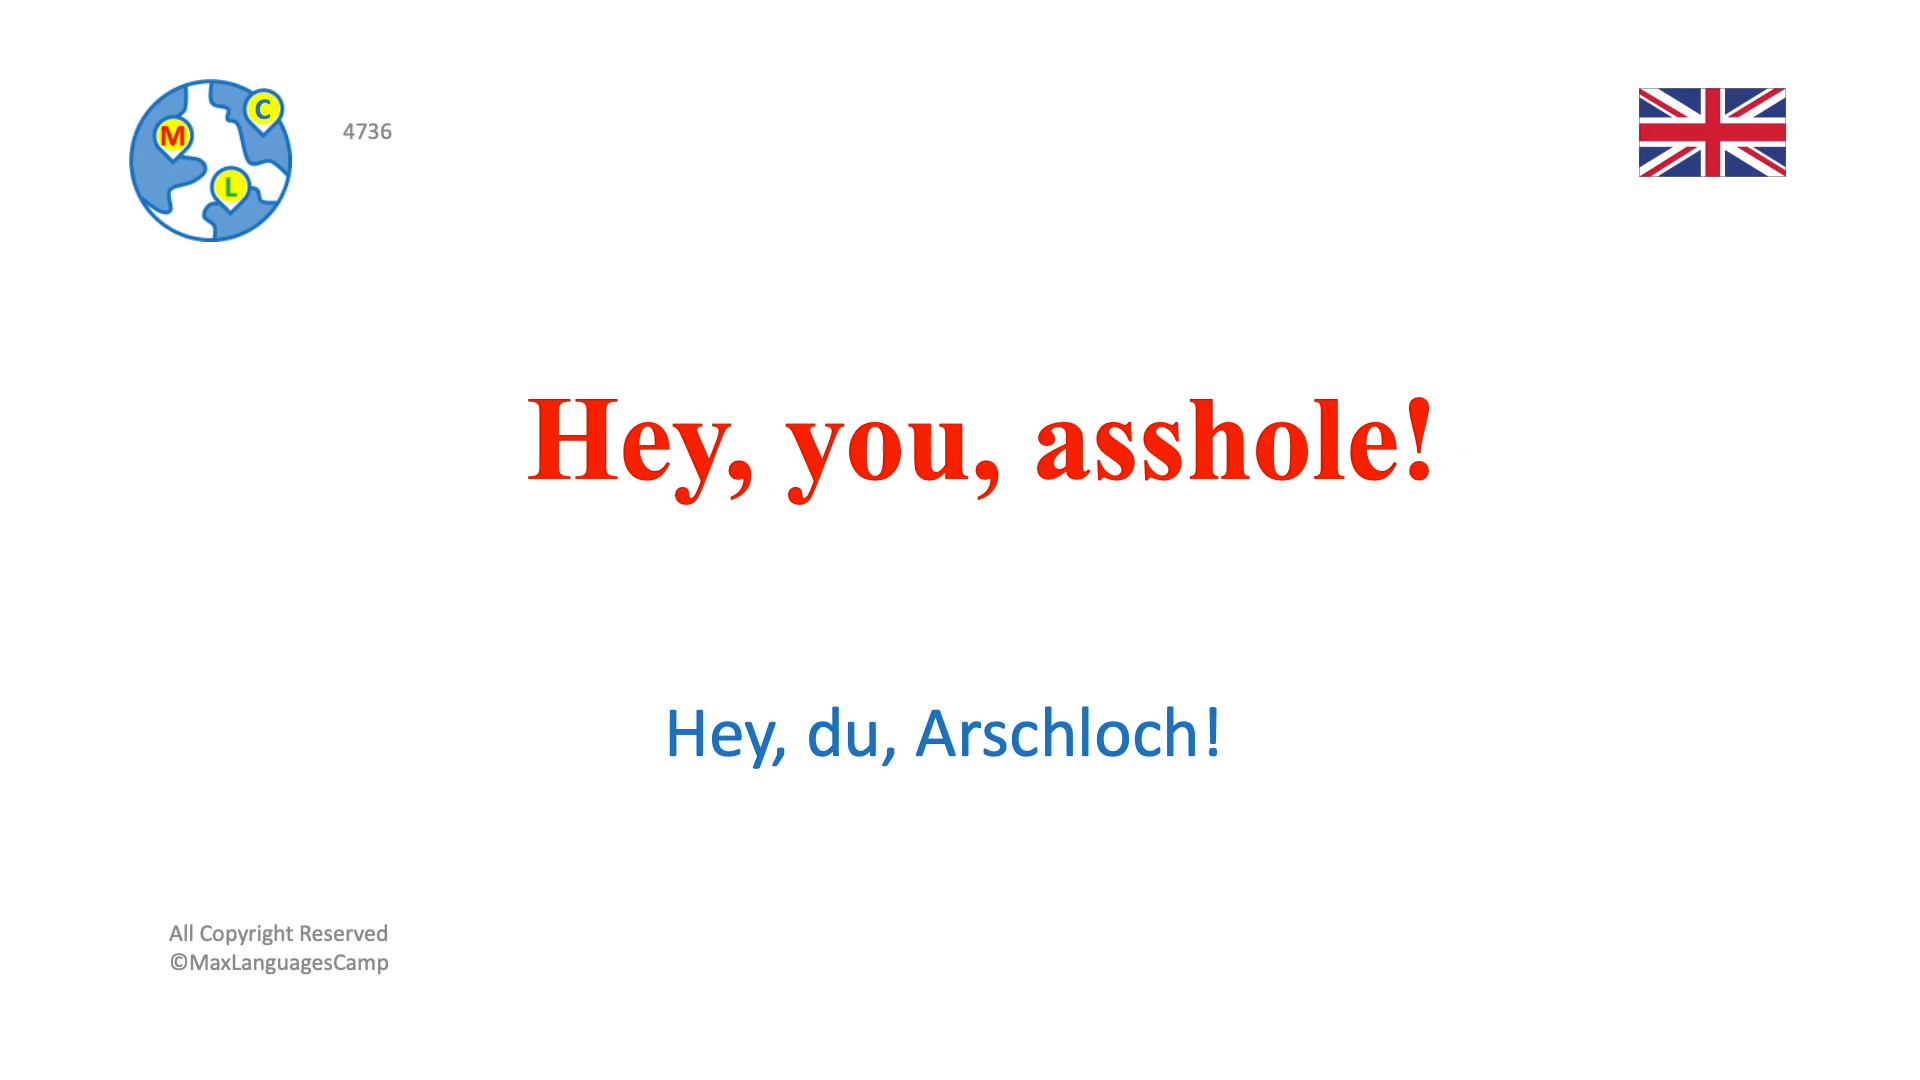 C
M
L
4736
Hey, you, asshole!
Hey, du, Arschloch!
All Copyright Reserved
©MaxLanguagesCamp